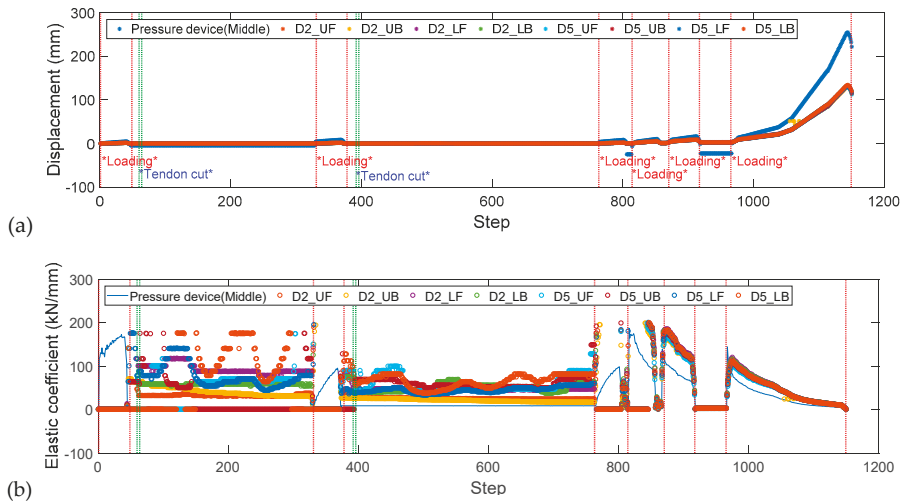 300
Pressure device(Middle) D2_UF D2_UB D2_LF D2_LB D5_UF D5_UB D5_LF D5_LB
200
100
0
-100
Displacement (mm)
*Loading* *Loading* *Loading* *Loading* *Loading*
*Tendon cut* *Tendon cut* *Loading*
0 200 400 600 800 1000 1200
Step
(a)
300
Pressure device(Middle) D2_UF D2_UB D2_LF D2_LB D5_UF D5_UB D5_LF D5_LB
200
100
0
-100
Elastic coefficient (kN/mm)
0 200 400 600 800 1000 1200
Step
(b)